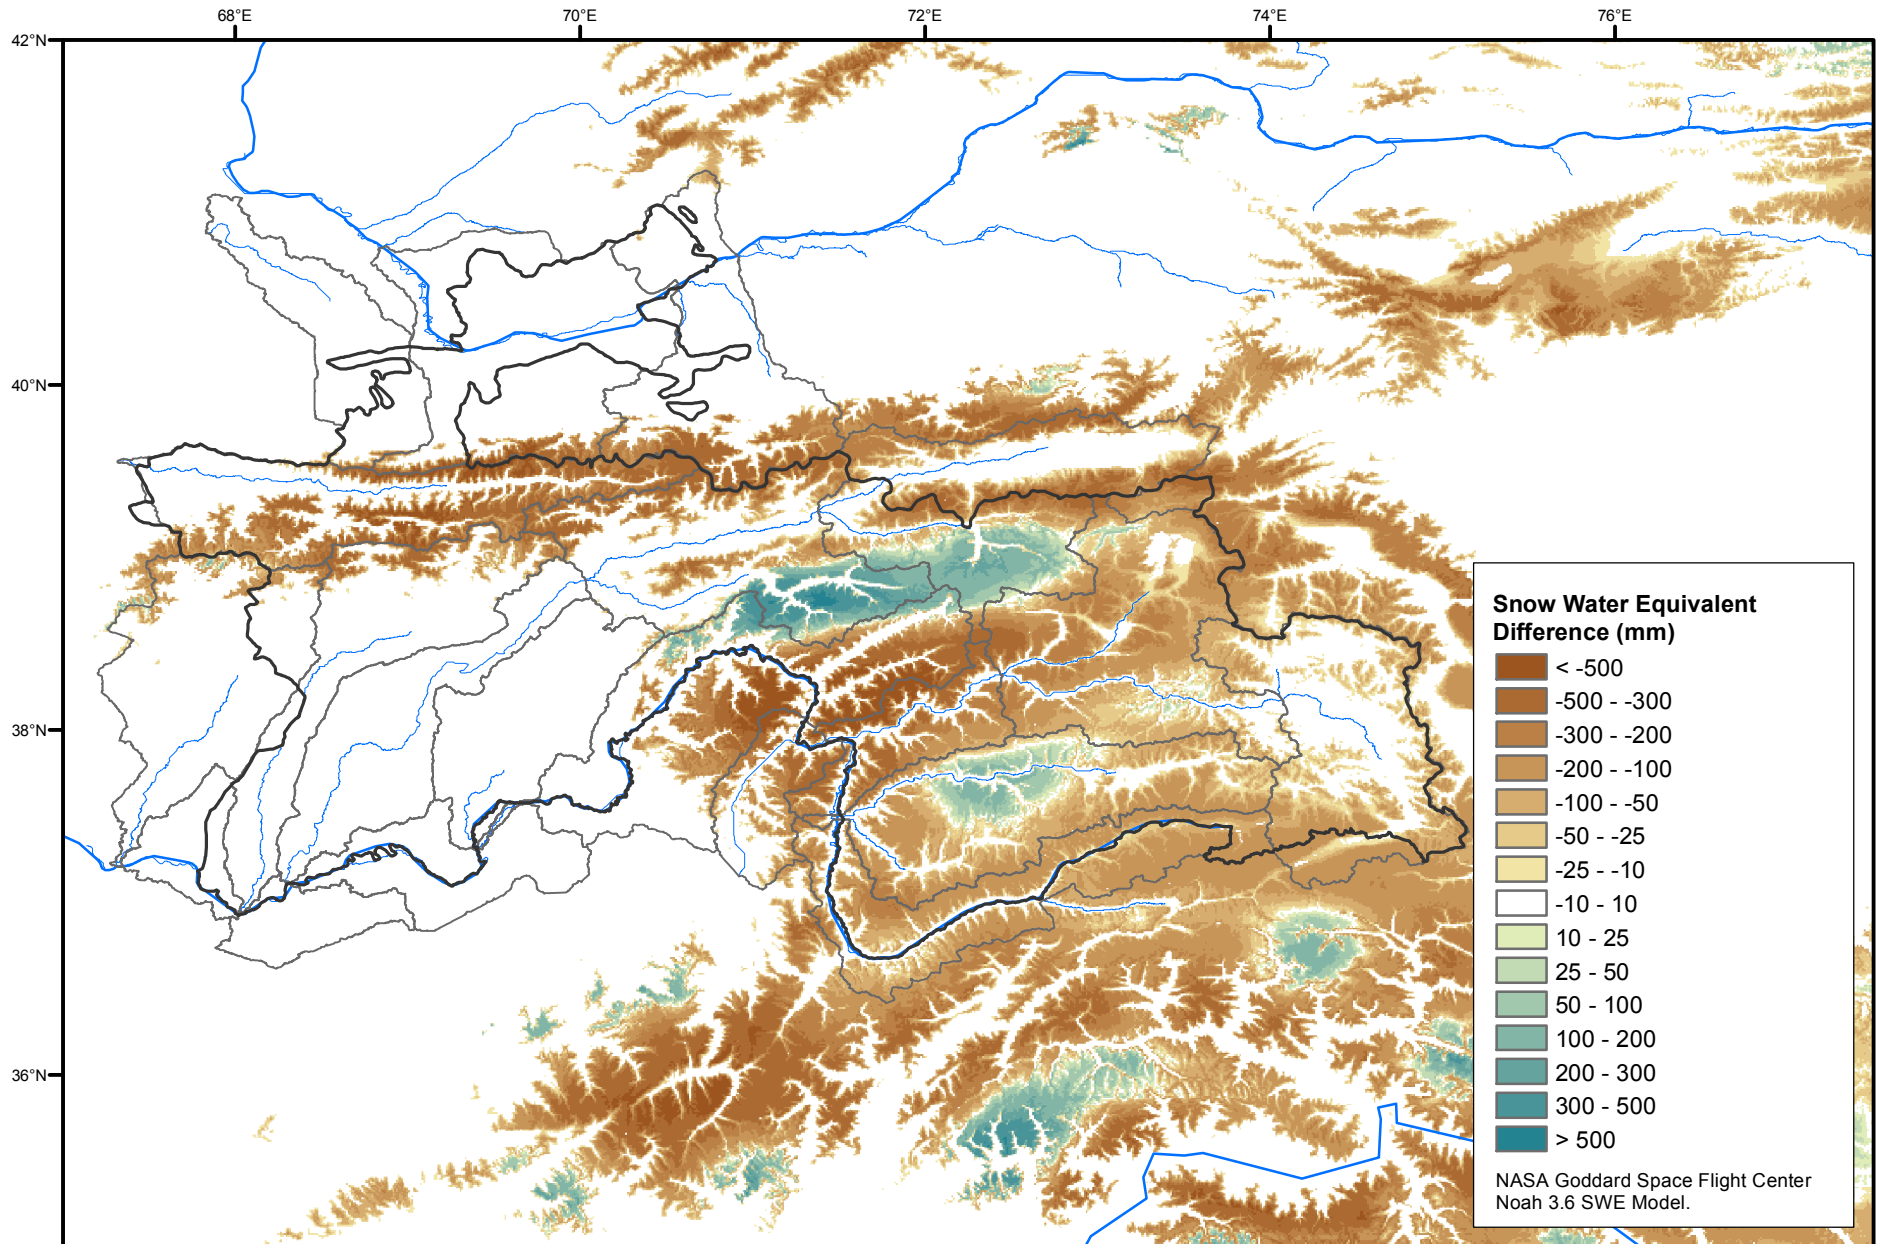 68°E 70°E 72°E 74°E 76°E
42°N
40°N
38°N
36°N
Snow Water Equivalent
Difference (mm)
< -500
-500 - -300
-300 - -200
-200 - -100
-100 - -50
-50 - -25
-25 - -10
-10 - 10
10 - 25
25 - 50
50 - 100
100 - 200
200 - 300
300 - 500
> 500
NASA Goddard Space Flight Center
Noah 3.6 SWE Model.